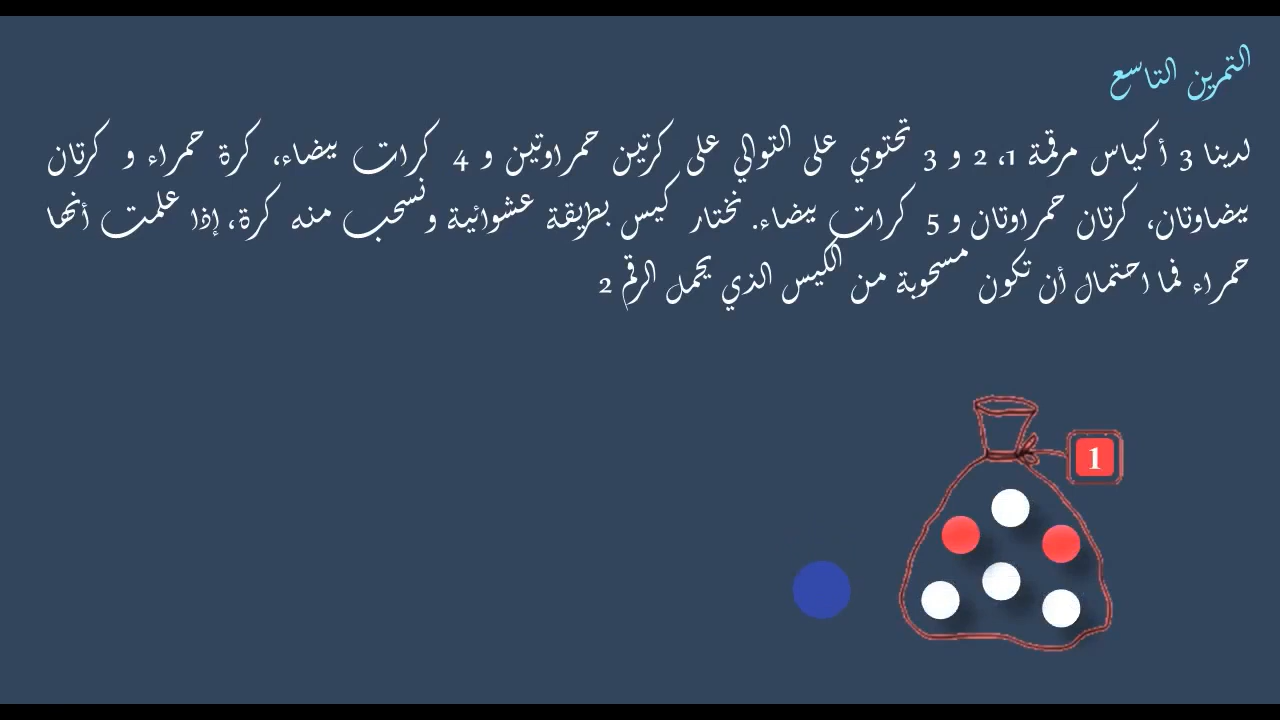 التمرين التاسع
لدينا 3 أكياس مرقمة 1، 2 و 3 تحتوي على التوالي على كرتين حمراوتين و 4 كرات بيضاء، كرة حمراء و كرتان
بيضاوتان، كرتان حمراوتان و 5 كرات بيضاء. نختار كيس بطريقة عشوائية ونسحب منه كرة، إذا علمت أنها
حمراء فما احتمال أن تكون مسحوبة من الكيس الذي يحمل الرقم 2
1